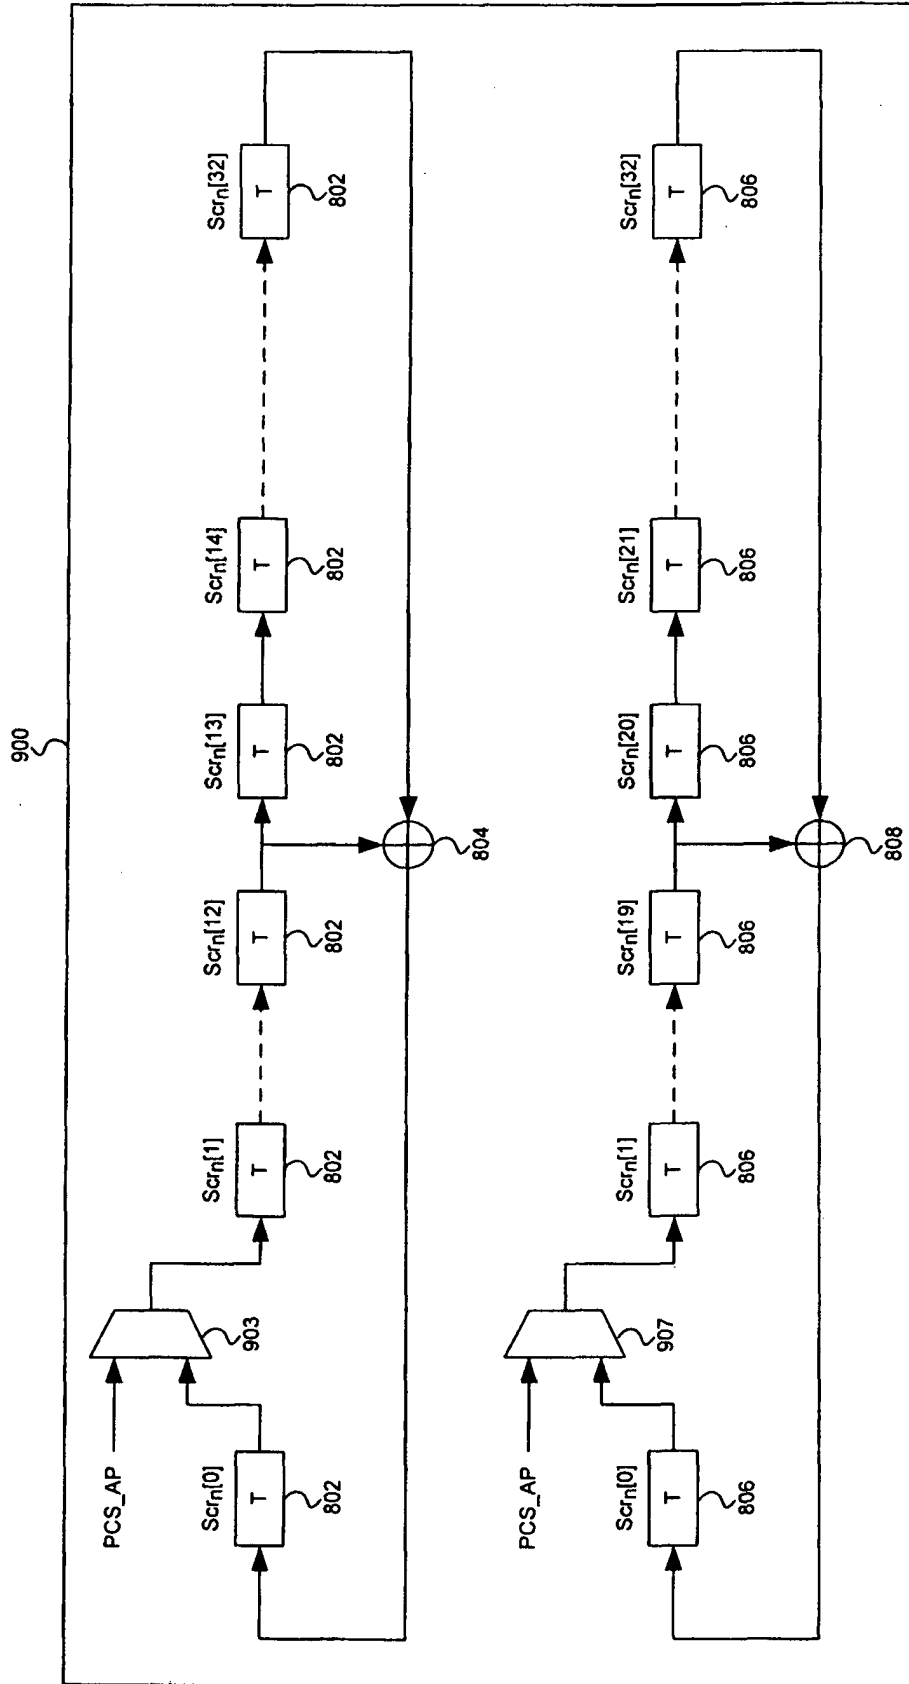 900
PCS_AP
903
Scrn[0]
T
802
Scrn[1]
T
802
Scrn[12]
T
802
Scrn[13]
T
802
Scrn[14]
T
802
Scrn[32]
T
802
804
PCS_AP
907
Scrn[0]
T
806
Scrn[1]
T
806
Scrn[19]
T
806
Scrn[20]
T
806
Scrn[21]
T
806
Scrn[32]
T
806
808